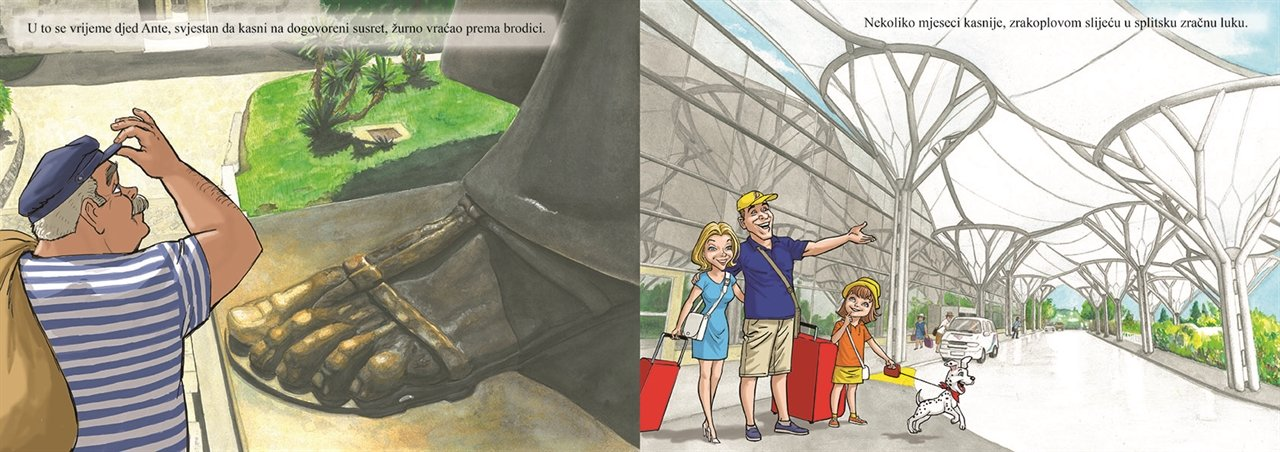 U to se vrijeme djed Ante, svjestan da kasni na dogovoreni susret, žurno vraćao prema brodici.
Nekoliko mjeseci kasnije, zrakoplovom slijeću u splitsku zračnu luku.